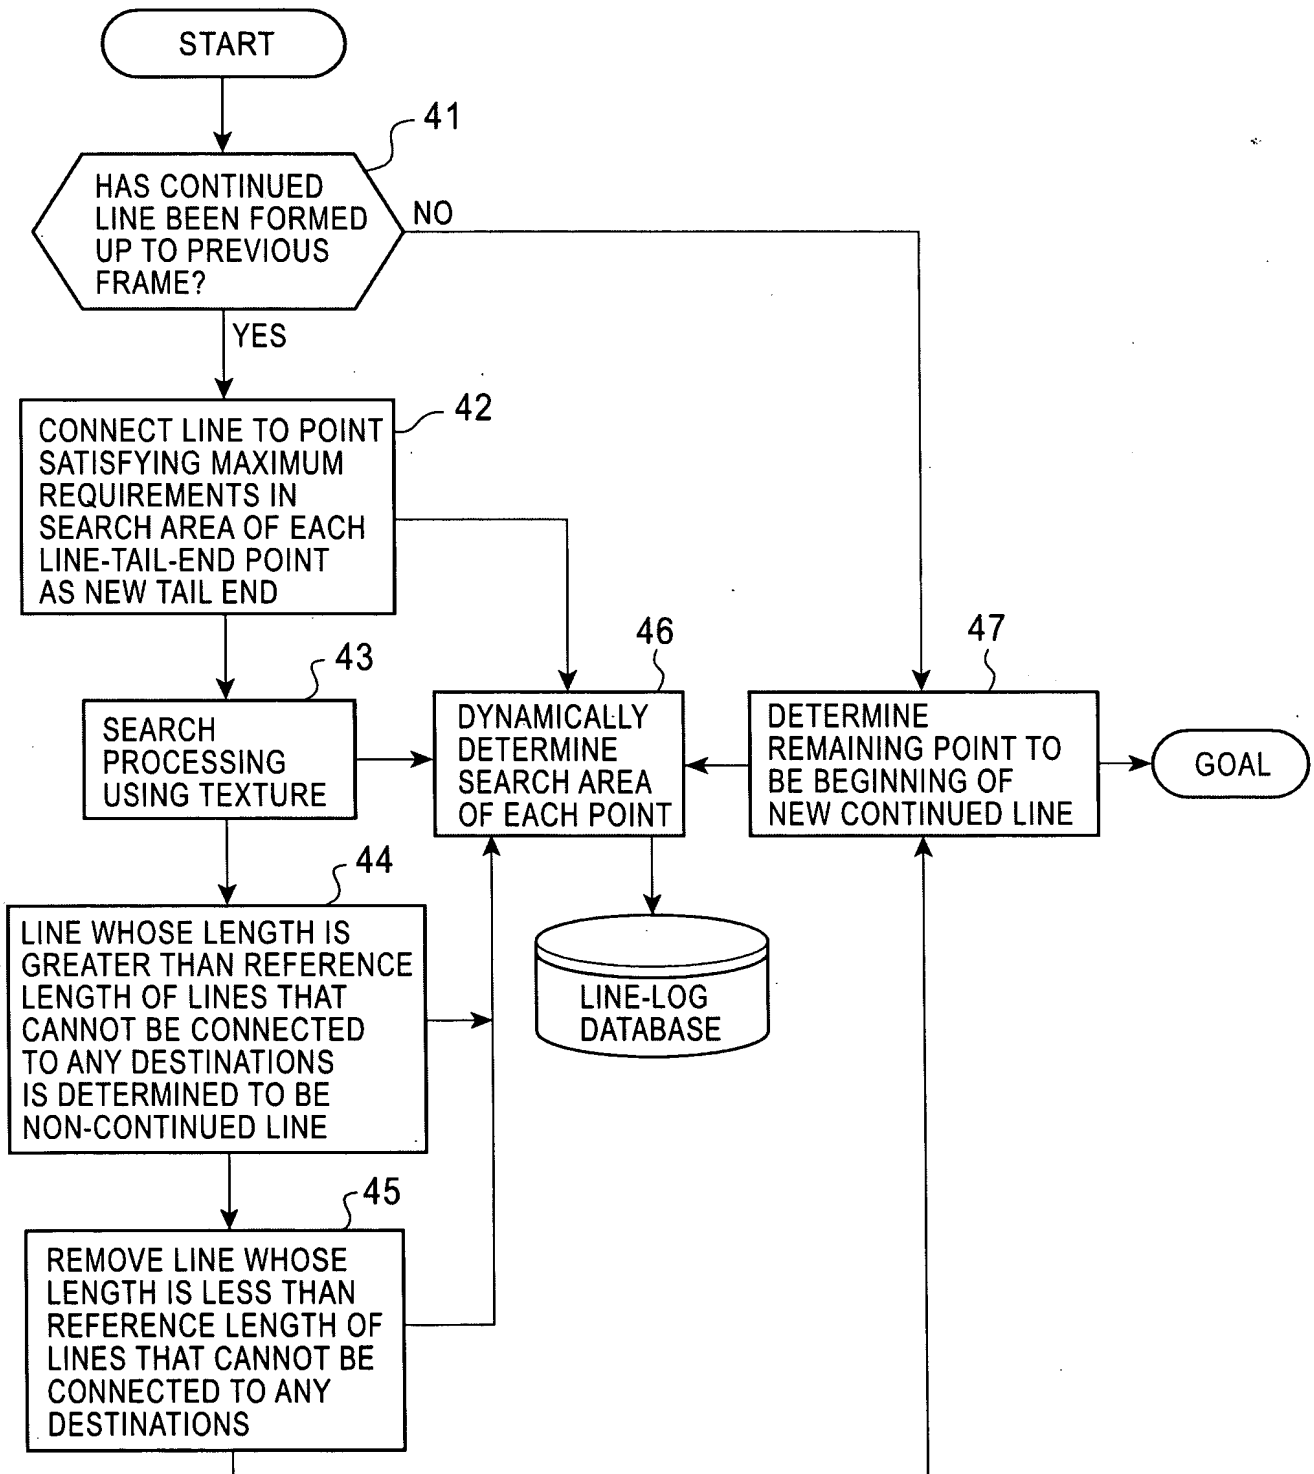 START
41
HAS CONTINUED
LINE BEEN FORMED
UP TO PREVIOUS
FRAME?
NO
YES
42
CONNECT LINE TO POINT
SATISFYING MAXIMUM
REQUIREMENTS IN
SEARCH AREA OF EACH
LINE-TAIL-END POINT
AS NEW TAIL END
43
SEARCH
PROCESSING
USING TEXTURE
46
DYNAMICALLY
DETERMINE
SEARCH AREA
OF EACH POINT
47
DETERMINE
REMAINING POINT TO
BE BEGINNING OF
NEW CONTINUED LINE
GOAL
44
LINE WHOSE LENGTH IS
GREATER THAN REFERENCE
LENGTH OF LINES THAT
CANNOT BE CONNECTED
TO ANY DESTINATIONS
IS DETERMINED TO BE
NON-CONTINUED LINE
LINE-LOG
DATABASE
45
REMOVE LINE WHOSE
LENGTH IS LESS THAN
REFERENCE LENGTH OF
LINES THAT CANNOT BE
CONNECTED TO ANY
DESTINATIONS